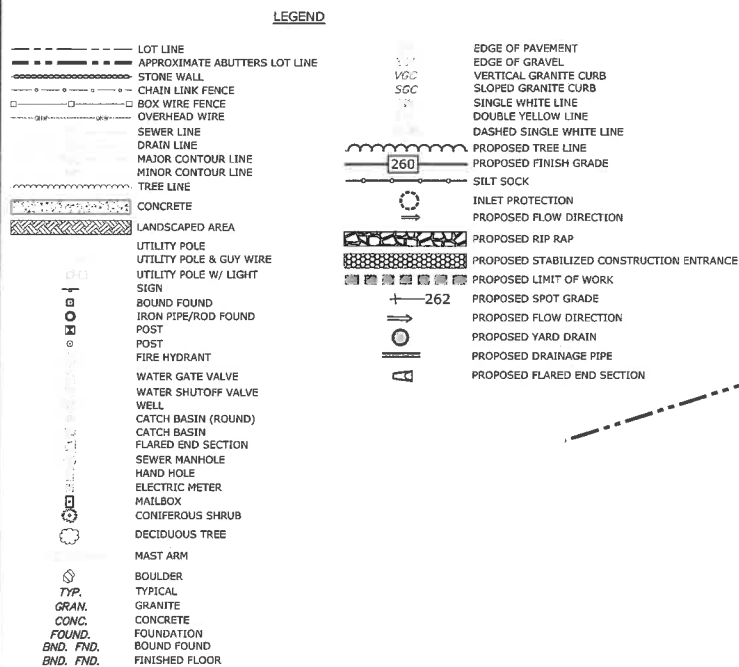 LEGEND
LOT LINE
APPROXIMATE ABUTTERS LOT LINE
STONE WALL
CHAIN LINK FENCE
BOX WIRE FENCE
OVERHEAD WIRE
SEWER LINE
DRAIN LINE
MAJOR CONTOUR LINE
MINOR CONTOUR LINE
TREE LINE
CONCRETE
LANDSCAPED AREA
UTILITY POLE
UTILITY POLE & GUY WIRE
UTILITY POLE W/ LIGHT
SIGN
BOUND FOUND
IRON PIPE/ROD FOUND
POST
POST
FIRE HYDRANT
WATER GATE VALVE
WATER SHUTOFF VALVE
WELL
CATCH BASIN (ROUND)
CATCH BASIN
FLARED END SECTION
SEWER MANHOLE
HAND HOLE
ELECTRIC METER
MAILBOX
CONIFEROUS SHRUB
DECIDUOUS TREE
MAST ARM
BOULDER
TYP. TYPICAL
GRAN. GRANITE
CONC. CONCRETE
FOUND. FOUNDATION
BND. FND. BOUND FOUND
BND. FND. FINISHED FLOOR
EDGE OF PAVEMENT
EDGE OF GRAVEL
VGC VERTICAL GRANITE CURB
SGC SLOPED GRANITE CURB
SINGLE WHITE LINE
DOUBLE YELLOW LINE
DASHED SINGLE WHITE LINE
PROPOSED TREE LINE
260 PROPOSED FINISH GRADE
SILT SOCK
INLET PROTECTION
PROPOSED FLOW DIRECTION
PROPOSED RIP RAP
PROPOSED STABILIZED CONSTRUCTION ENTRANCE
PROPOSED LIMIT OF WORK
262 PROPOSED SPOT GRADE
PROPOSED FLOW DIRECTION
PROPOSED YARD DRAIN
PROPOSED DRAINAGE PIPE
PROPOSED FLARED END SECTION